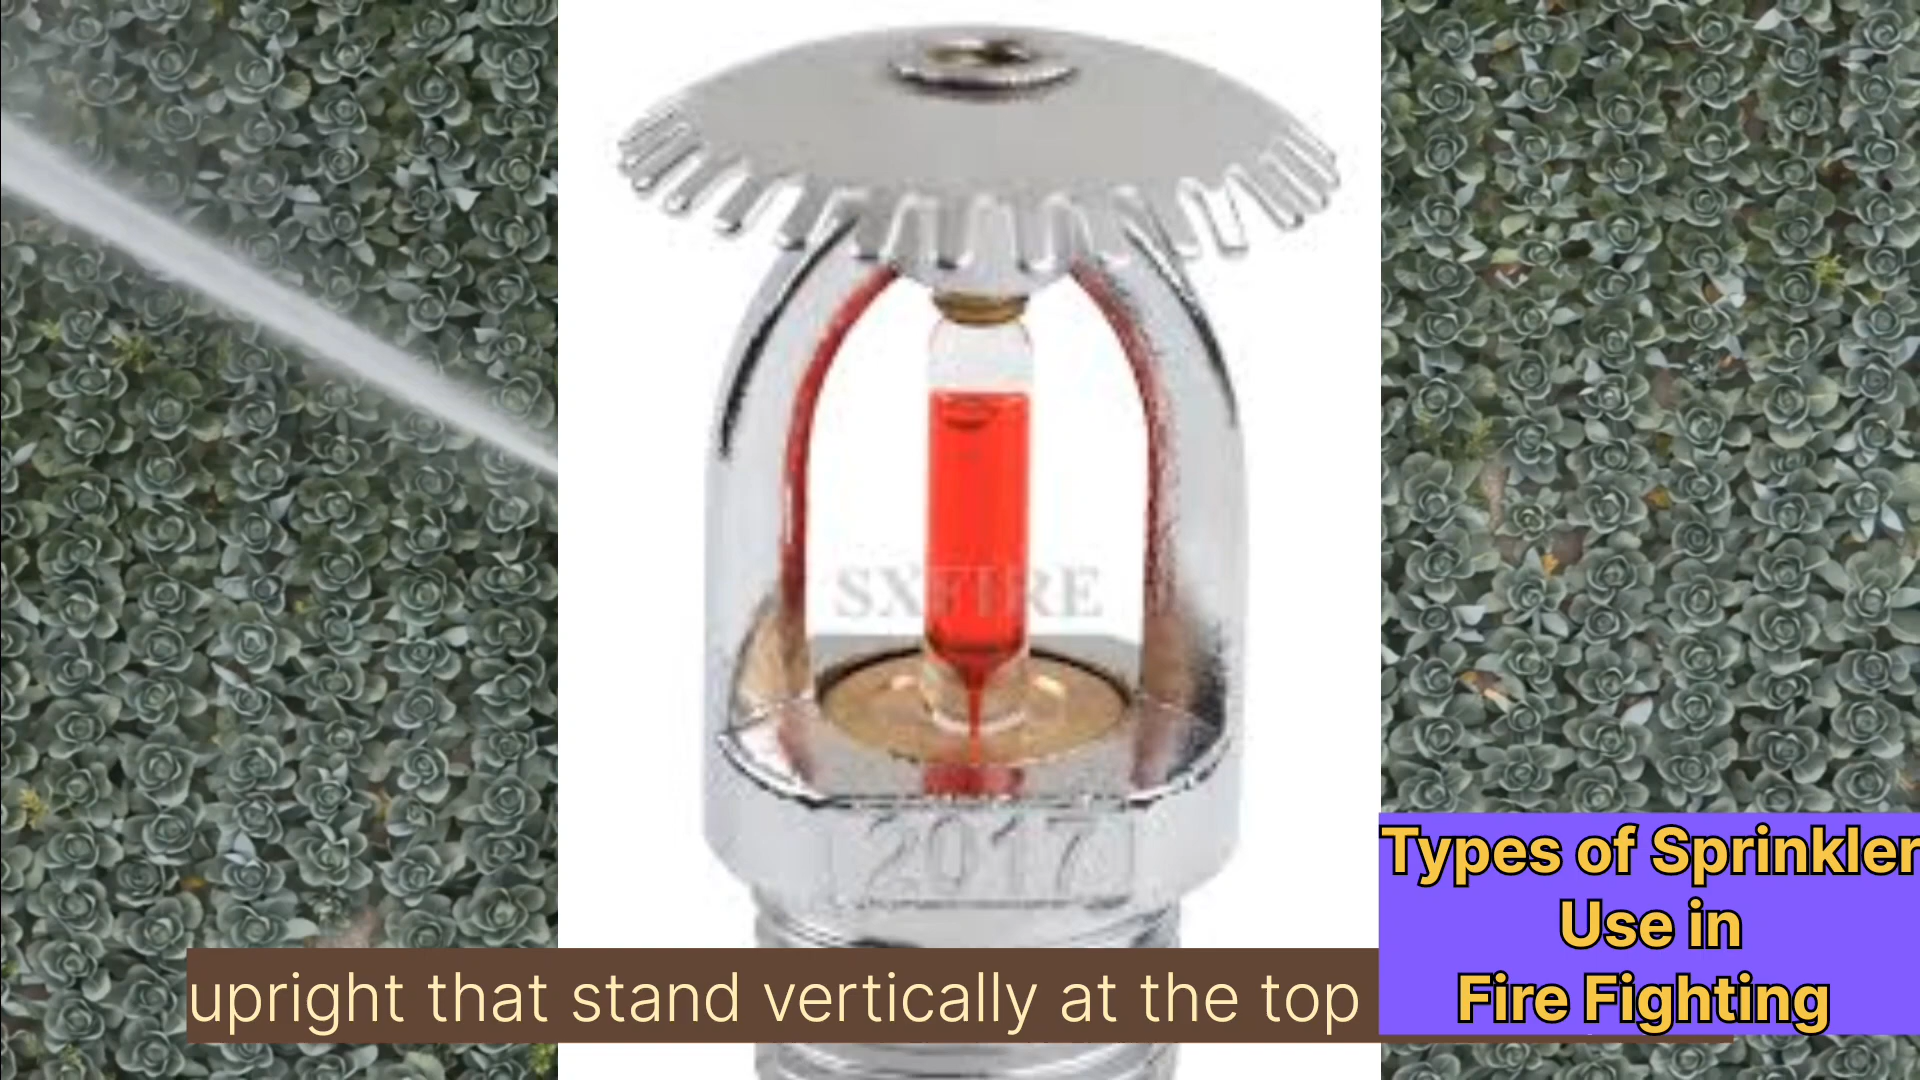 SXFIRE
2017
upright that stand vertically at the top
Types of Sprinkler
Use in
Fire Fighting